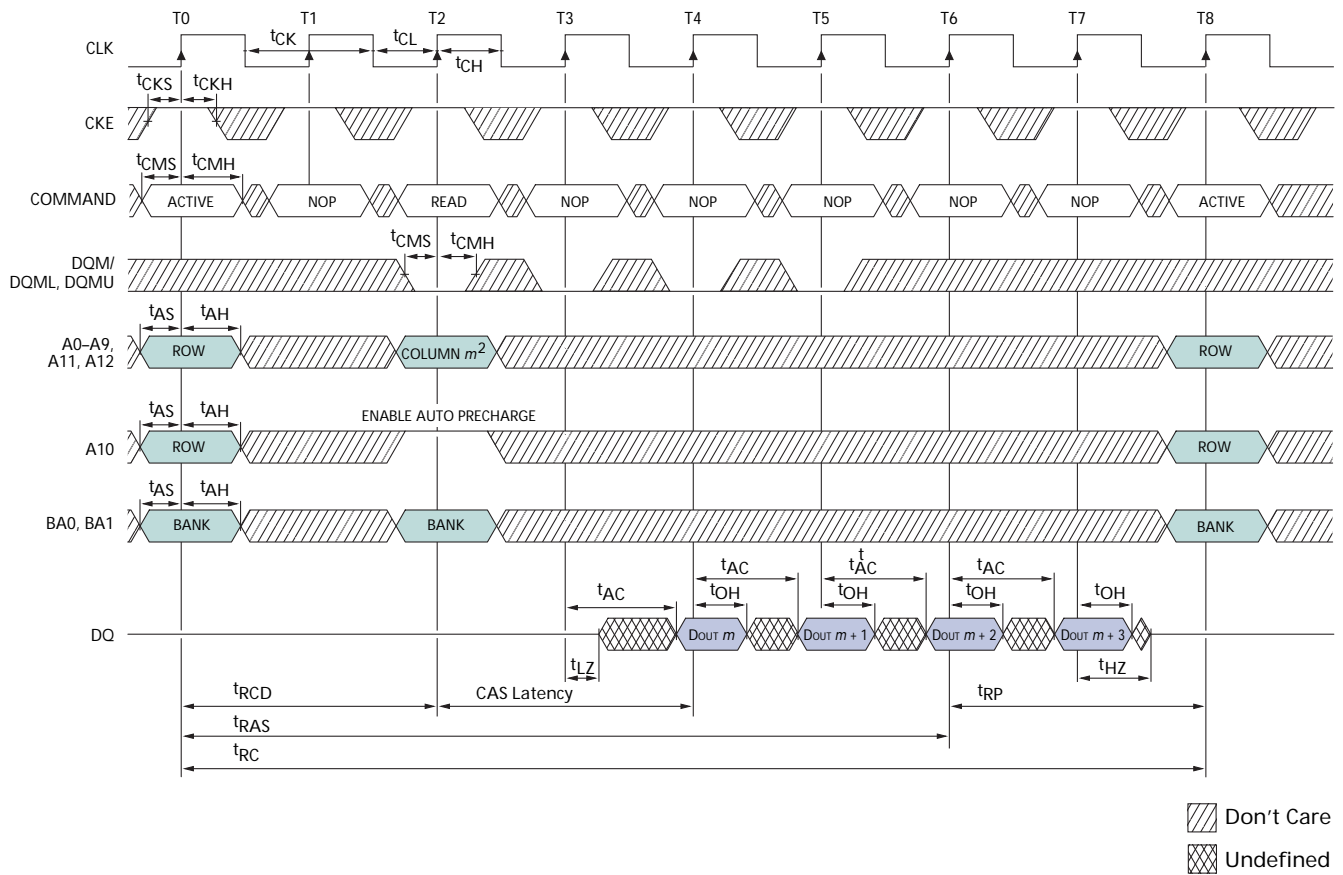 T0 T1 T2 T3 T4 T5 T6 T7 T8
CLK
tCK tCL
tCH
tCKS tCKH
CKE
tCMS tCMH
COMMAND ACTIVE NOP READ NOP NOP NOP NOP NOP ACTIVE
tCMS tCMH
DQM/
DQML, DQMU
tAS tAH
A0–A9,
A11, A12
ROW COLUMN m2 ROW
ENABLE AUTO PRECHARGE
tAS tAH
A10 ROW ROW
tAS tAH
BA0, BA1 BANK BANK BANK
t
tAC tAC tAC
tAC tOH tOH tOH tOH
DQ DOUT m DOUT m + 1 DOUT m + 2 DOUT m + 3
tLZ tHZ
tRCD CAS Latency tRP
tRAS
tRC
Don't Care
Undefined